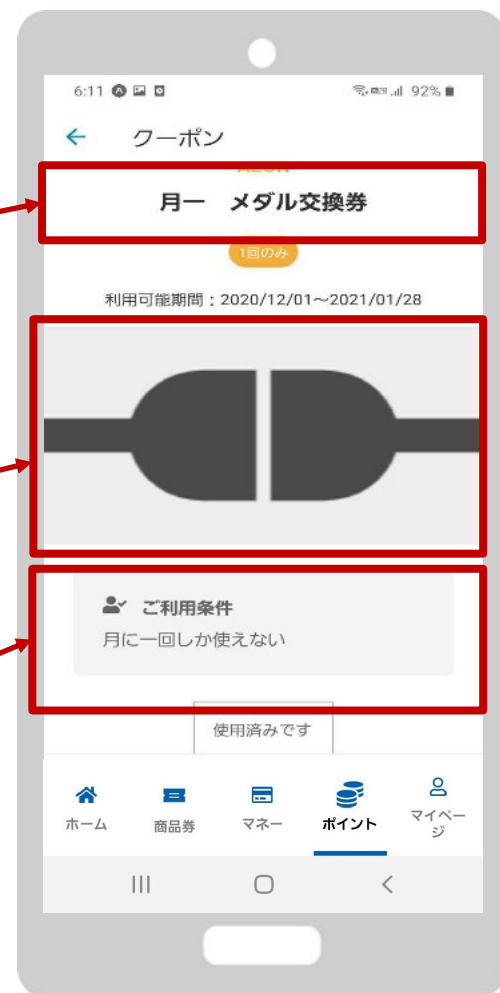 6:11 92%
クーポン
AEON
月一 メダル交換券
1回のみ
利用可能期間：2020/12/01～2021/01/28
ご利用条件
月に一回しか使えない
使用済みです
ホーム 商品券 マネー ポイント マイペー
ジ